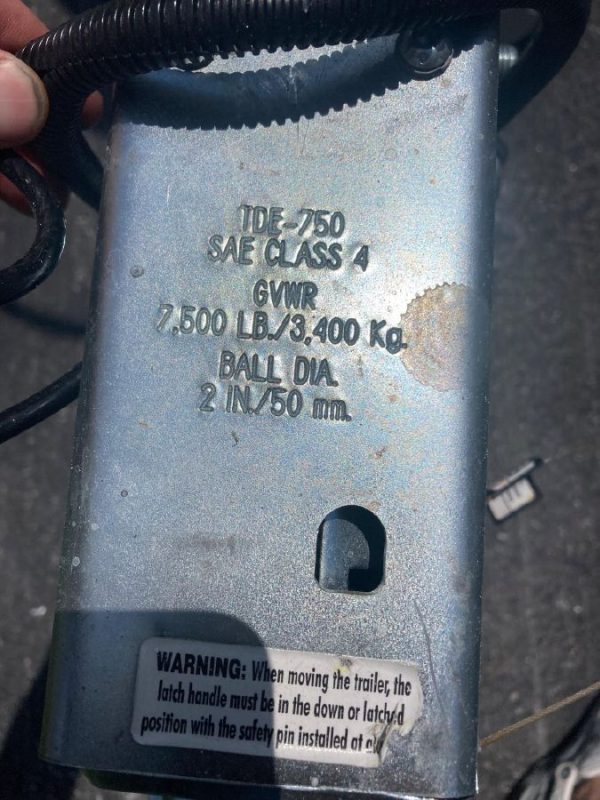 TDE-750
SAE CLASS 4
GVWR
7,500 LB./3,400 Kg.
BALL DIA.
2 IN./50 mm.
WARNING: When moving the trailer, the
latch handle must be in the down or latched
position with the safety pin installed at